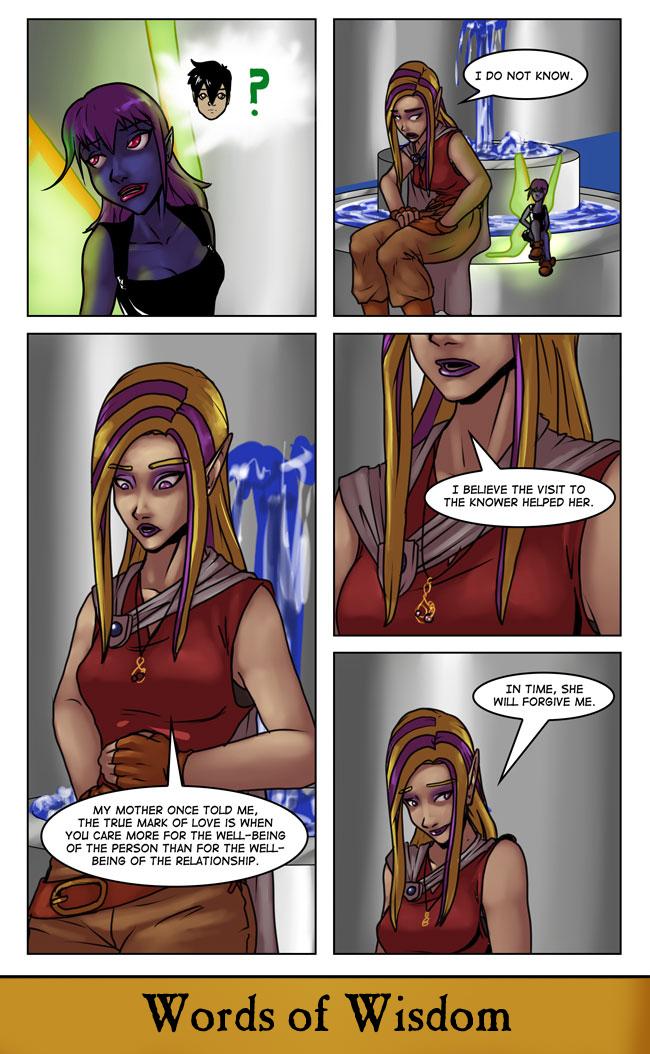 ?
I DO NOT KNOW.
MY MOTHER ONCE TOLD ME,
THE TRUE MARK OF LOVE IS WHEN
YOU CARE MORE FOR THE WELL-BEING
OF THE PERSON THAN FOR THE WELL-
BEING OF THE RELATIONSHIP.
I BELIEVE THE VISIT TO
THE KNOWER HELPED HER.
IN TIME, SHE
WILL FORGIVE ME.
Words of Wisdom